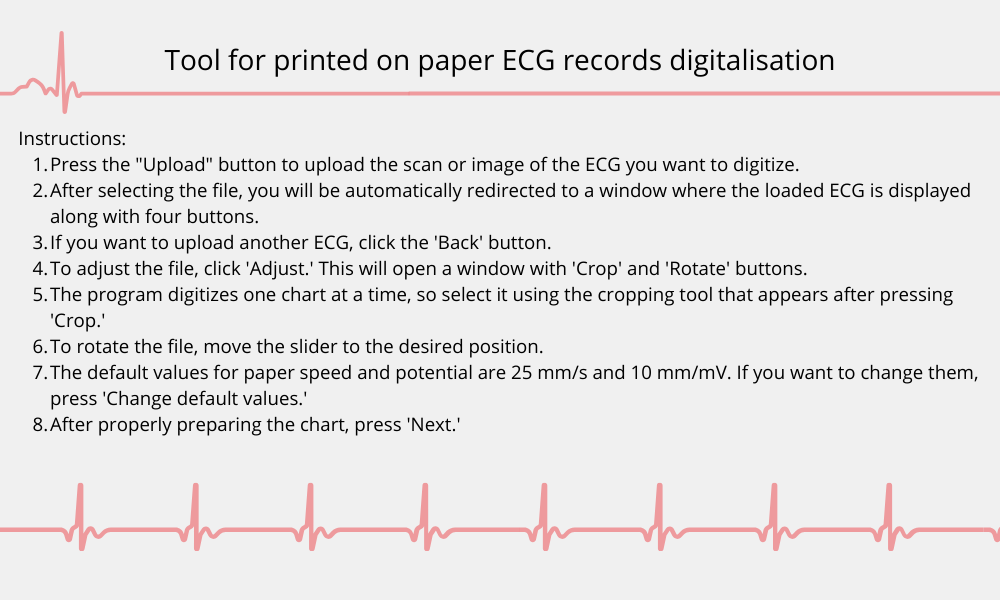 Tool for printed on paper ECG records digitalisation
Instructions:
1. Press the "Upload" button to upload the scan or image of the ECG you want to digitize.
2. After selecting the file, you will be automatically redirected to a window where the loaded ECG is displayed
along with four buttons.
3. If you want to upload another ECG, click the 'Back' button.
4. To adjust the file, click 'Adjust.' This will open a window with 'Crop' and 'Rotate' buttons.
5. The program digitizes one chart at a time, so select it using the cropping tool that appears after pressing
'Crop.'
6. To rotate the file, move the slider to the desired position.
7. The default values for paper speed and potential are 25 mm/s and 10 mm/mV. If you want to change them,
press 'Change default values.'
8. After properly preparing the chart, press 'Next.'